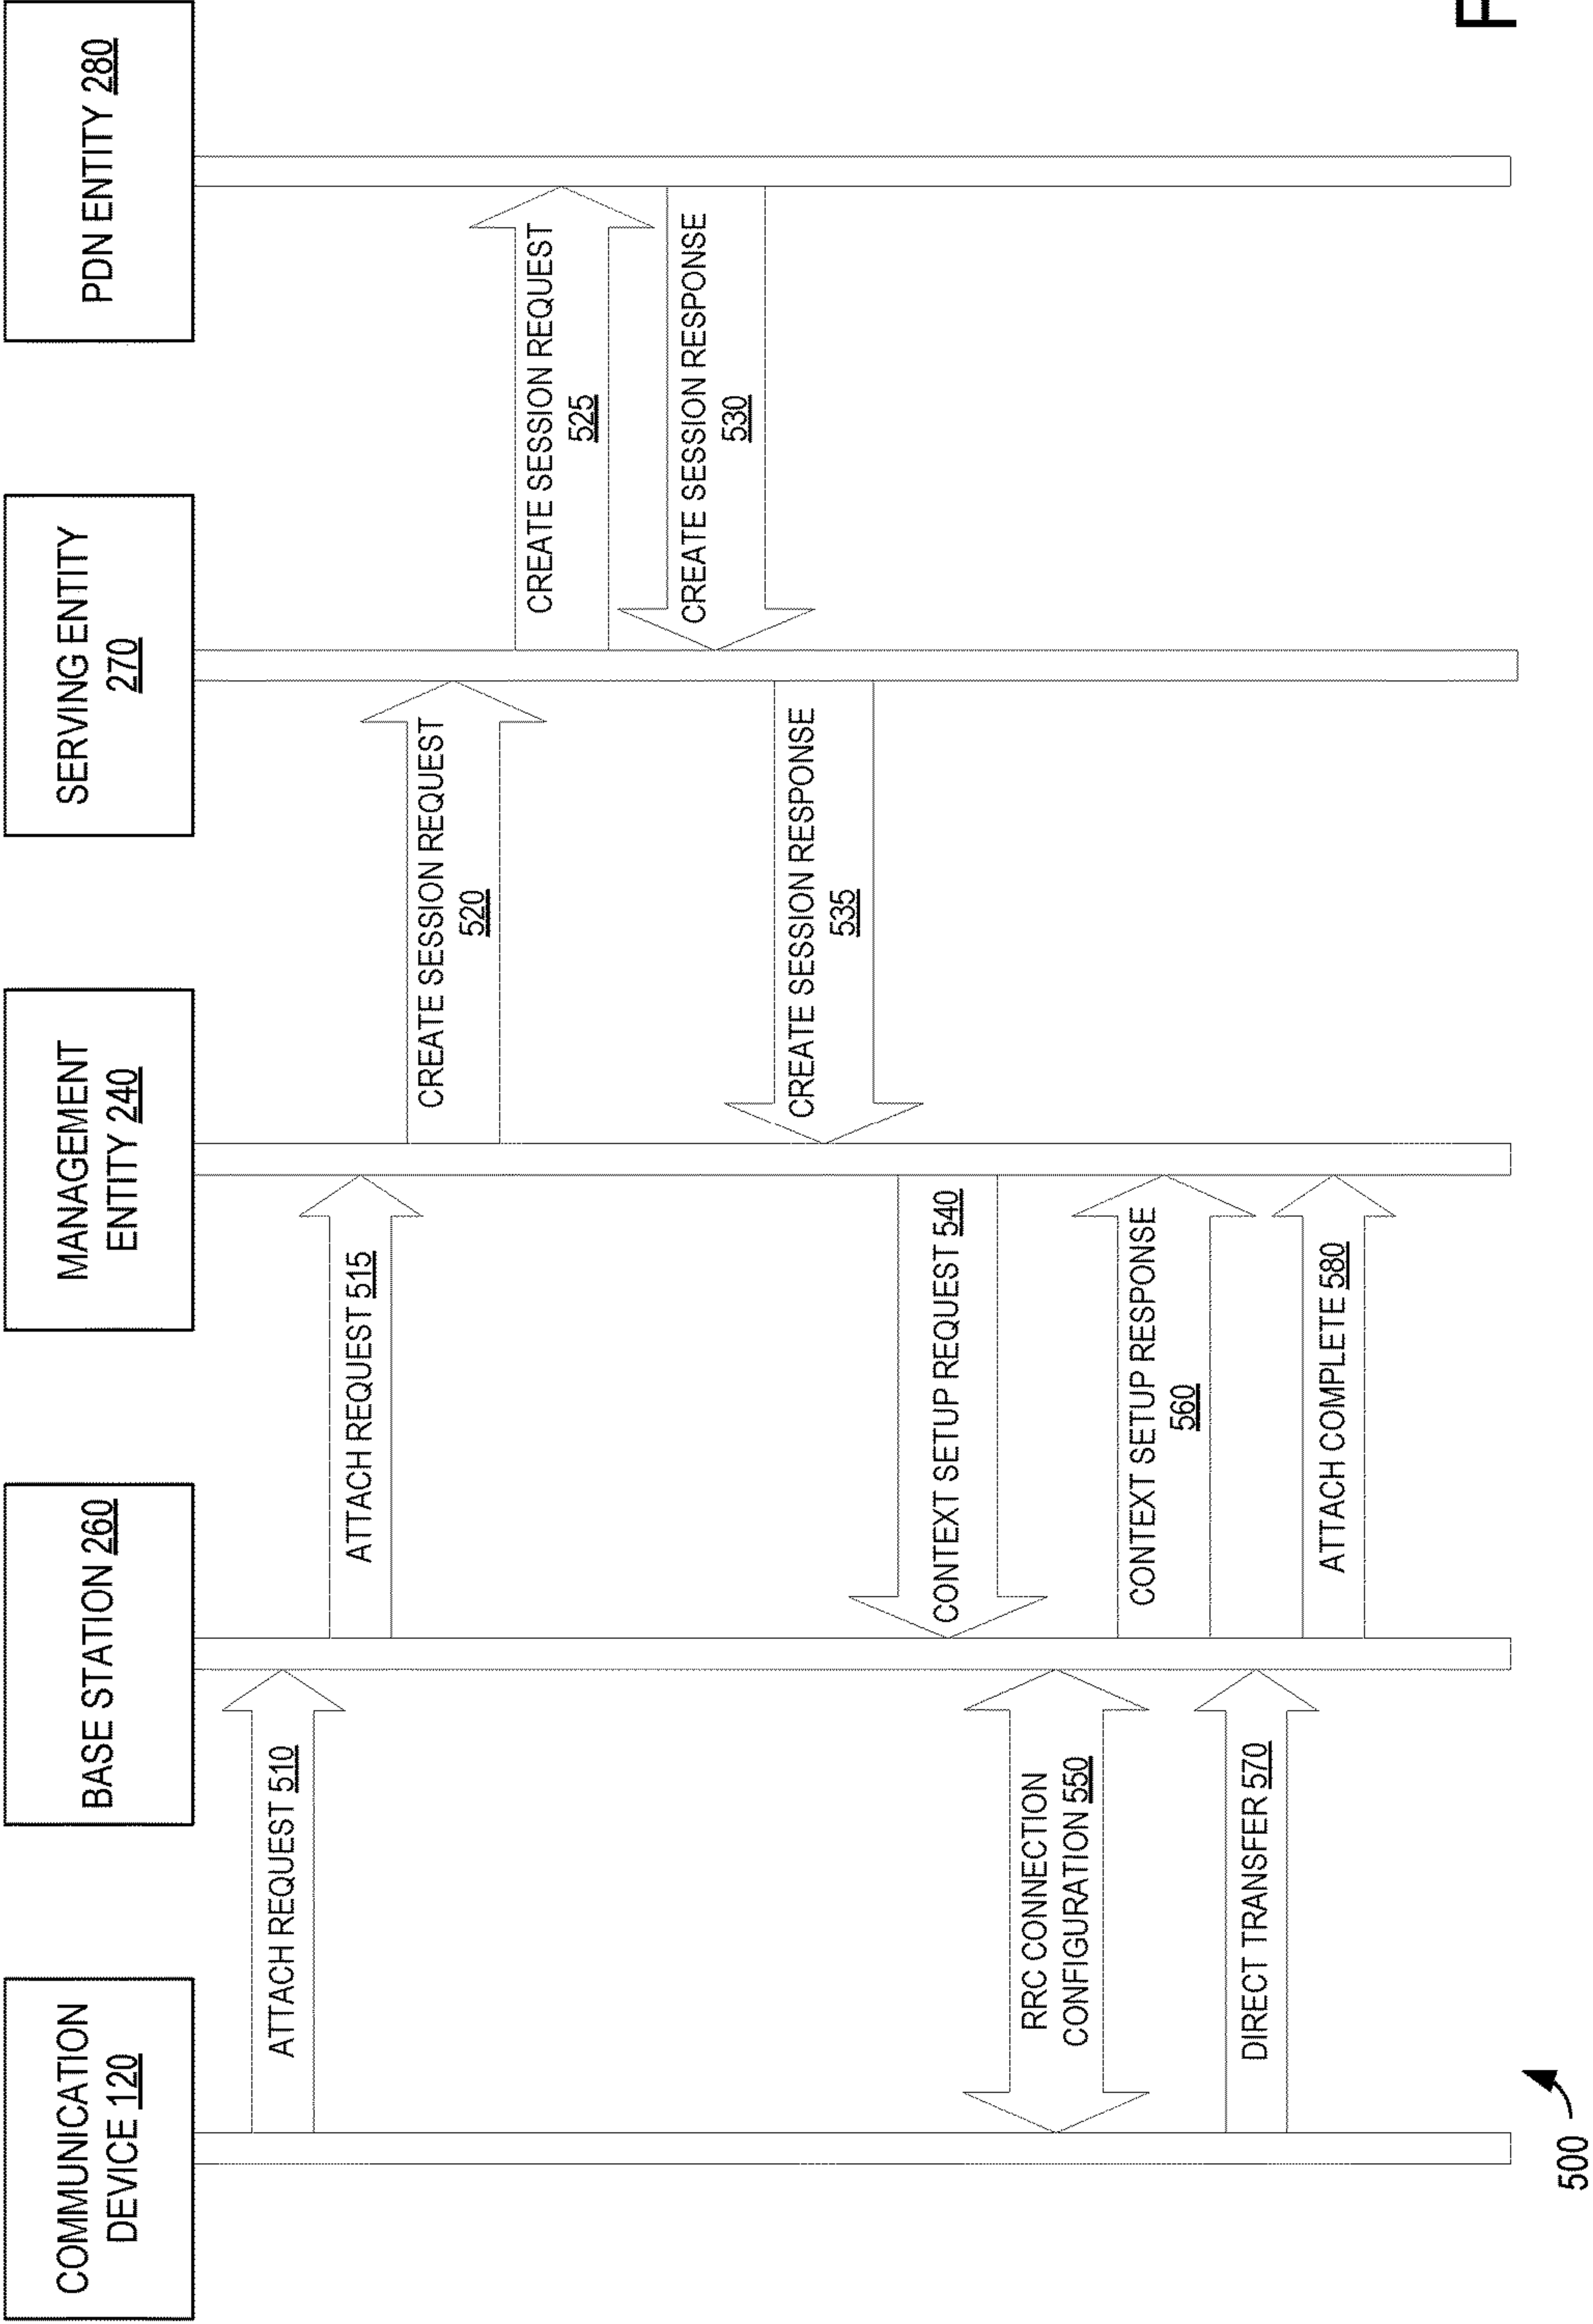 COMMUNICATION
DEVICE 120
BASE STATION 260
MANAGEMENT
ENTITY 240
SERVING ENTITY
270
PDN ENTITY 280
ATTACH REQUEST 510
ATTACH REQUEST 515
CREATE SESSION REQUEST
520
CREATE SESSION REQUEST
525
CREATE SESSION RESPONSE
530
CREATE SESSION RESPONSE
535
CONTEXT SETUP REQUEST 540
RRC CONNECTION
CONFIGURATION 550
CONTEXT SETUP RESPONSE
560
DIRECT TRANSFER 570
ATTACH COMPLETE 580
500
F